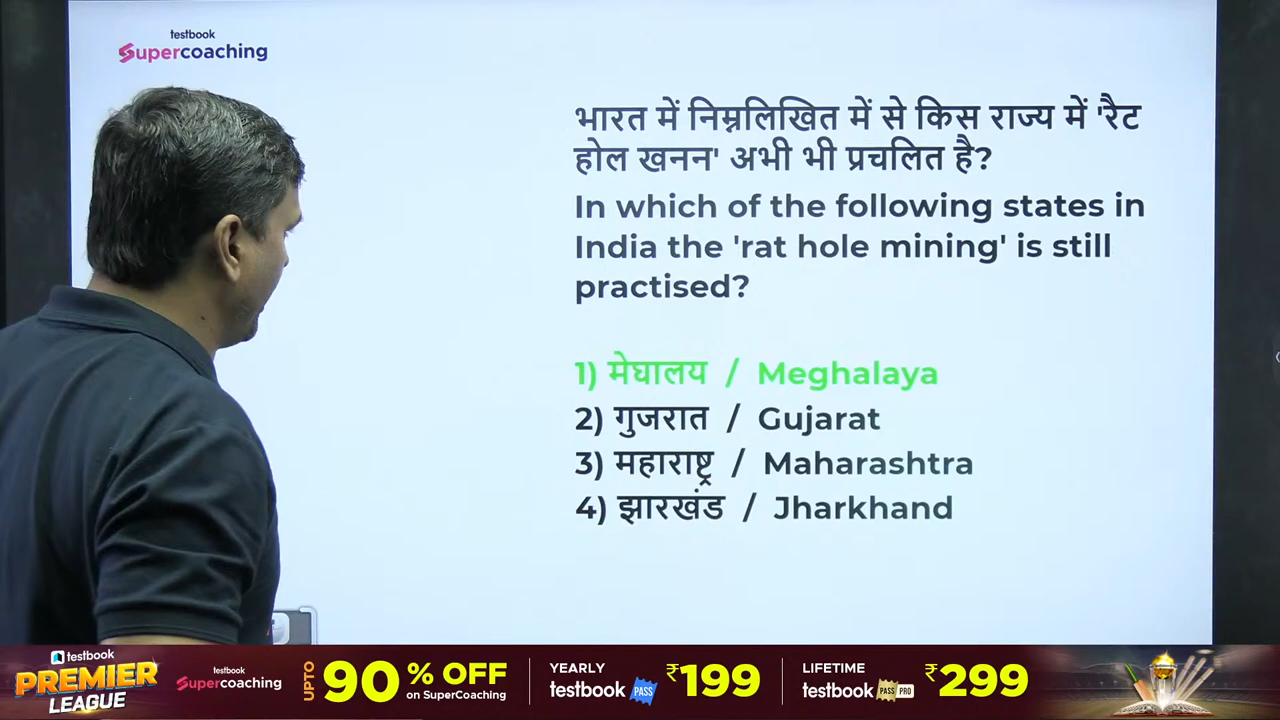 testbook
Supercoaching
भारत में निम्नलिखित में से किस राज्य में 'रैट
होल खनन' अभी भी प्रचलित है?
In which of the following states in
India the 'rat hole mining' is still
practised?
1) मेघालय / Meghalaya
2) गुजरात / Gujarat
3) महाराष्ट्र / Maharashtra
4) झारखंड / Jharkhand
testbook
PREMIER
LEAGUE
testbook
Supercoaching
UPTO
90 % OFF
on SuperCoaching
YEARLY
testbook PASS
₹199
LIFETIME
testbook PASS PRO
₹299